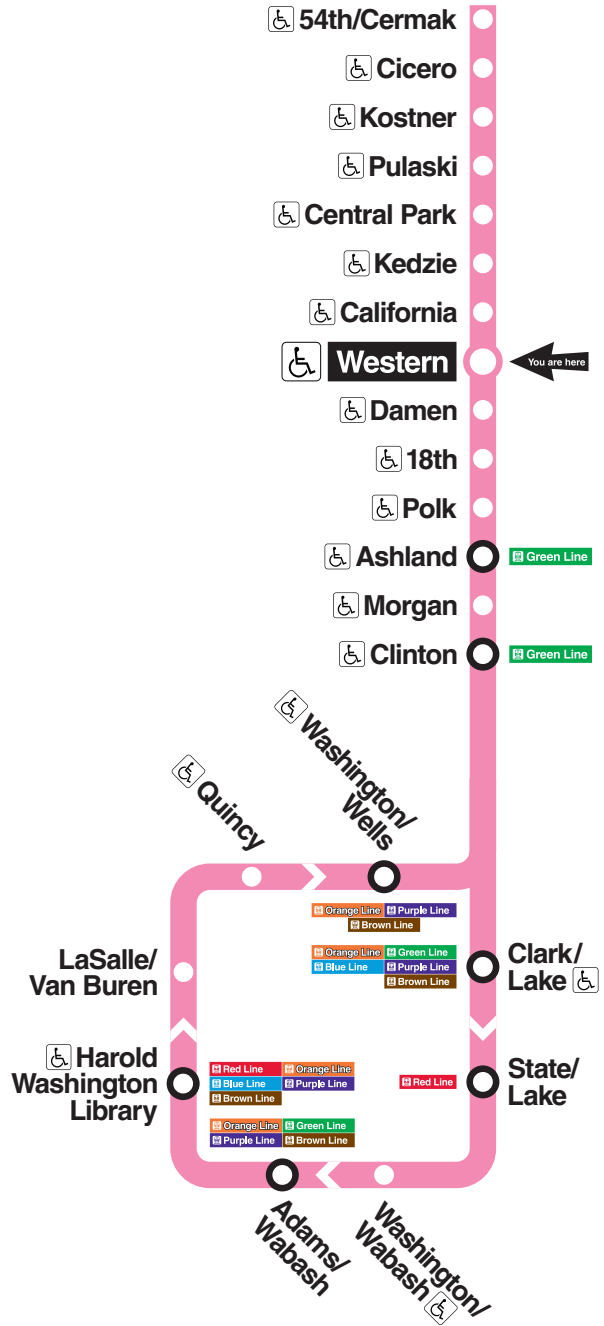 54th/Cermak
Cicero
Kostner
Pulaski
Central Park
Kedzie
California
Western
You are here
Damen
18th
Polk
Ashland
Green Line
Morgan
Clinton
Green Line
Washington/
Wells
Quincy
Orange Line Purple Line
Brown Line
Orange Line Green Line
Blue Line Purple Line
Brown Line
Clark/
Lake
LaSalle/
Van Buren
Harold
Washington
Library
Red Line Orange Line
Blue Line Purple Line
Brown Line
Red Line
State/
Lake
Orange Line Green Line
Purple Line Brown Line
Adams/
Wabash
Washington/
Wabash